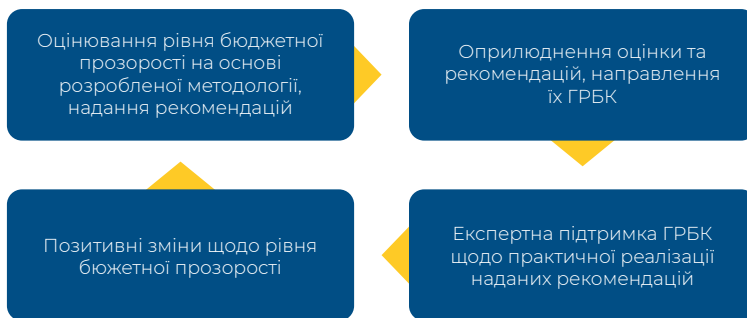 Оцінювання рівня бюджетної
прозорості на основі
розробленої методології,
надання рекомендацій
Оприлюднення оцінки та
рекомендацій, направлення
їх ГРБК
Експертна підтримка ГРБК
щодо практичної реалізації
наданих рекомендацій
Позитивні зміни щодо рівня
бюжетної прозорості